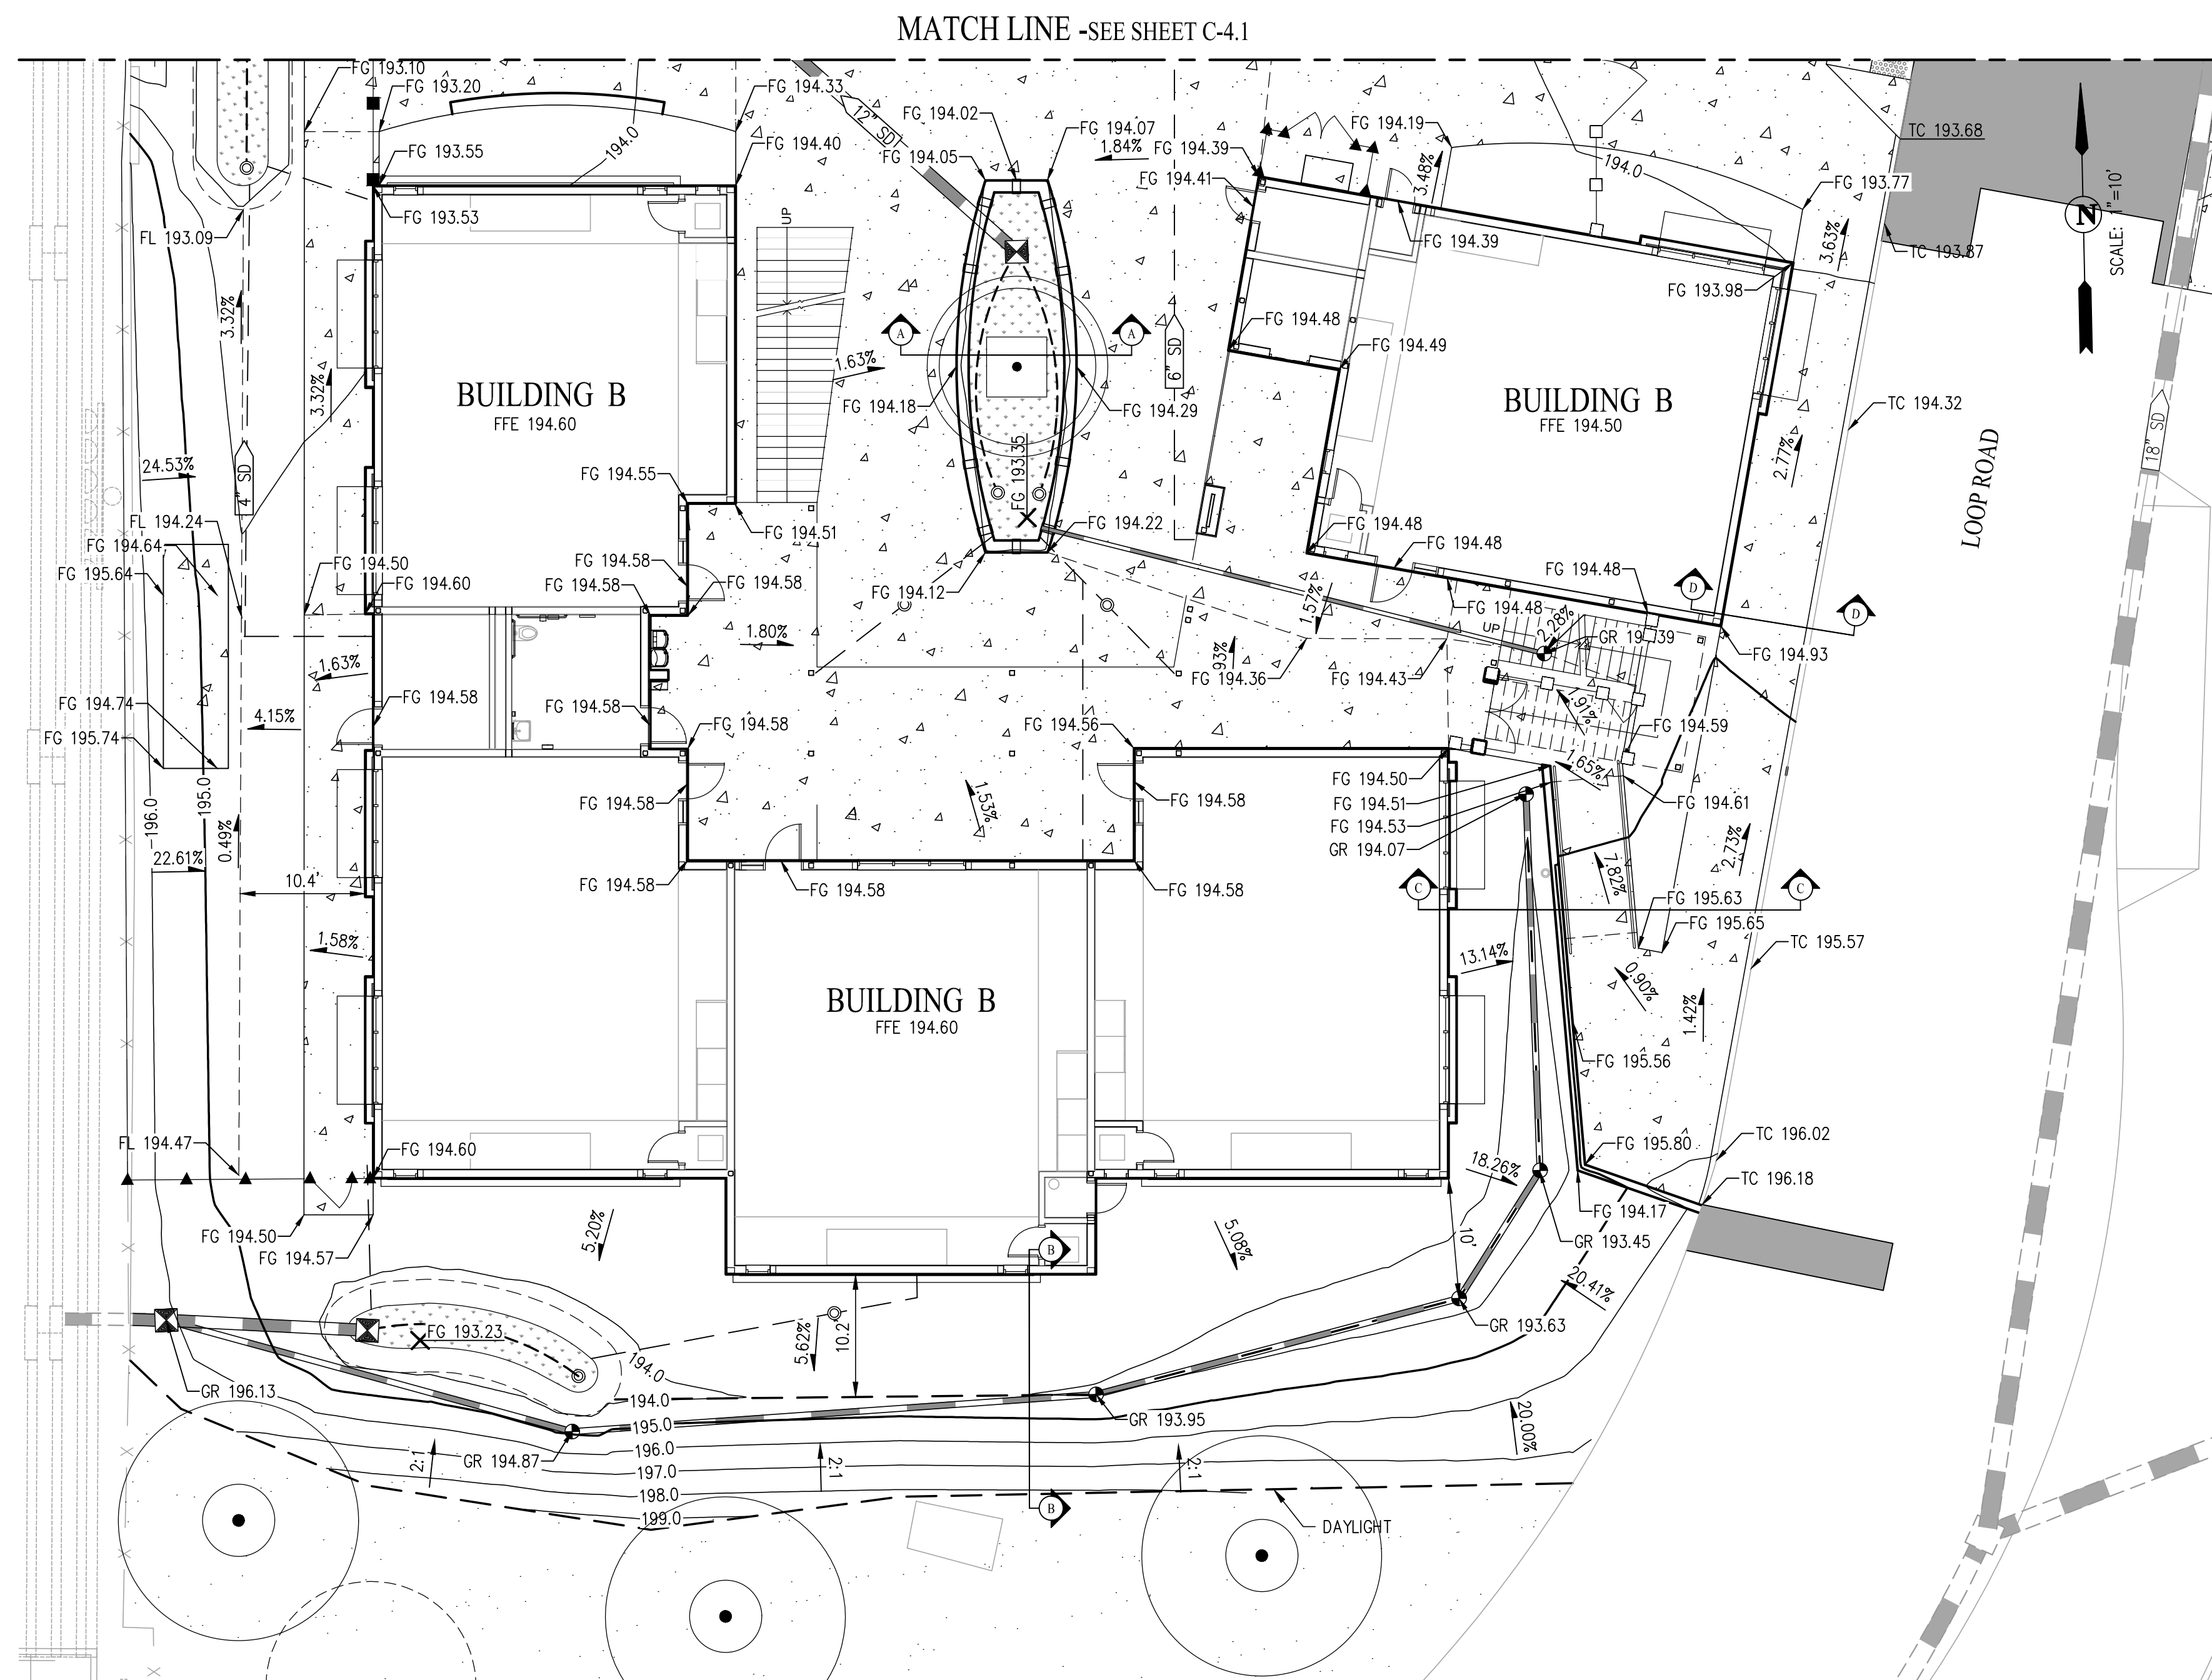 MATCH LINE -SEE SHEET C-4.1
FG 193.10
FG 193.20
FG 194.33
12" SD
FG 194.02
FG 194.07
FG 194.19
TC 193.68
194.0
FG 194.40
FG 194.05
1.84%
FG 194.39
3.48%
194.0
FG 193.55
FG 194.41
FG 193.77
N
SCALE: 1"=10'
FG 193.53
UP
FL 193.09
FG 194.39
3.63%
TC 193.87
FG 193.98
3.32%
A
A
FG 194.48
6" SD
FG 194.49
1.63%
3.32%
BUILDING B
FFE 194.60
FG 194.18
FG 194.29
BUILDING B
FFE 194.50
TC 194.32
18" SD
LOOP ROAD
24.53%
4" SD
FG 194.55
FG 193.35
2.77%
FL 194.24
FG 194.51
FG 194.22
FG 194.48
FG 194.64
FG 194.48
FG 195.64
FG 194.50
FG 194.60
FG 194.58
FG 194.58
FG 194.58
FG 194.12
FG 194.48
D
D
1.57%
FG 194.48
1.80%
UP
2.28%
FG 194.93
1.63%
.93%
FG 194.36
FG 194.43
FG 194.58
FG 194.58
1.91%
FG 194.74
4.15%
FG 194.58
FG 194.56
FG 194.59
FG 195.74
1.65%
FG 194.50
196.0
195.0
0.49%
FG 194.58
1.53%
FG 194.58
FG 194.51
FG 194.61
FG 194.53
GR 194.07
2.73%
22.61%
7.82%
10.4'
FG 194.58
FG 194.58
FG 194.58
C
C
FG 195.63
FG 195.65
1.58%
TC 195.57
13.14%
0.90%
BUILDING B
FFE 194.60
1.42%
FG 195.56
FL 194.47
FG 194.60
FG 195.80
TC 196.02
18.26%
TC 196.18
FG 194.50
FG 194.57
5.20%
5.08%
10'
FG 194.17
GR 193.45
B
20.41%
FG 193.23
GR 193.63
194.0
5.62%
10.2'
GR 196.13
194.0
195.0
GR 193.95
20.00%
196.0
2:1
GR 194.87
197.0
2:1
2:1
198.0
B
199.0
DAYLIGHT